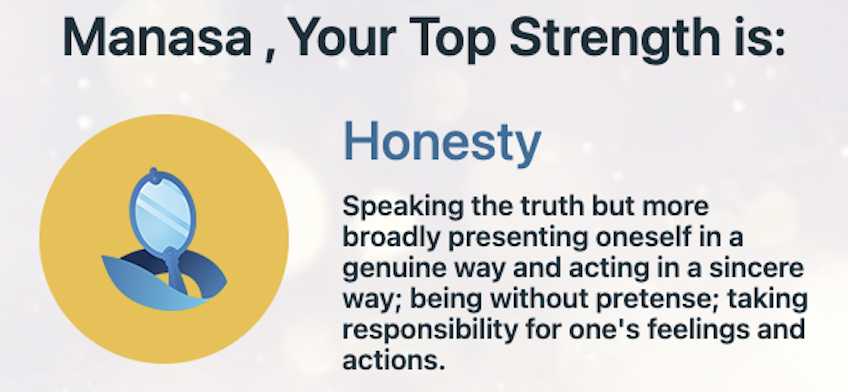 Manasa , Your Top Strength is:
Honesty
Speaking the truth but more
broadly presenting oneself in a
genuine way and acting in a sincere
way; being without pretense; taking
responsibility for one's feelings and
actions.